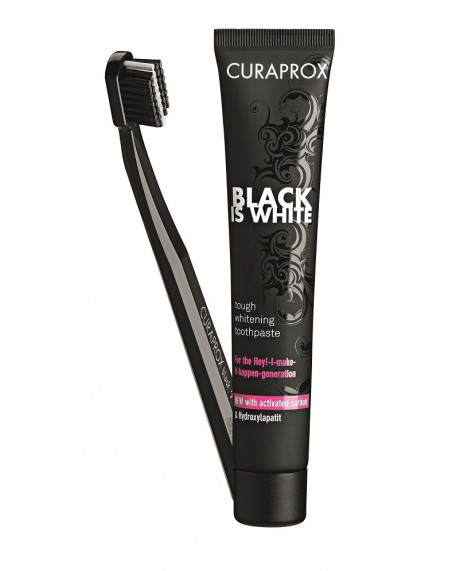 CURAPROX
BLACK
IS WHITE
tough
whitening
toothpaste
For the Hey!-I-make-
it-happen-generation
NEW with activated carbon
& Hydroxylapatit
CURAPROX